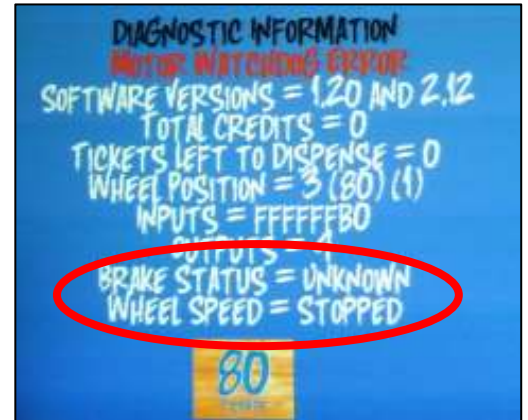 DIAGNOSTIC INFORMATION
MOTOR WATCHDOG ERROR
SOFTWARE VERSIONS = 1.20 AND 2.12
TOTAL CREDITS = 0
TICKETS LEFT TO DISPENSE = 0
WHEEL POSITION = 3 (80) (1)
INPUTS = FFFFFFB0
OUTPUTS =
BRAKE STATUS = UNKNOWN
WHEEL SPEED = STOPPED
80